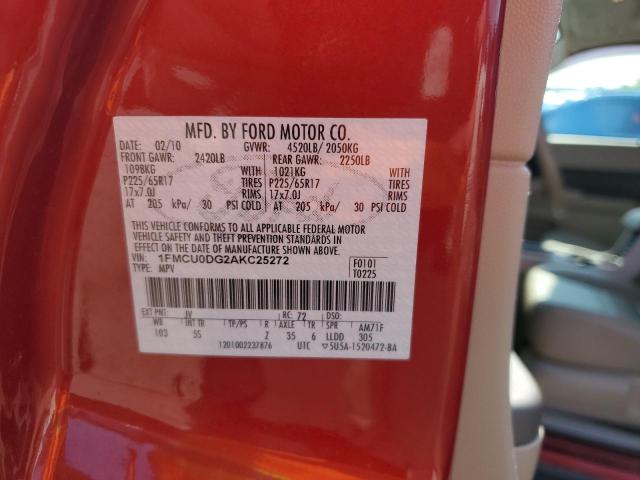 MFD. BY FORD MOTOR CO.
DATE: 02/10 GVWR: 4520LB/ 2050KG
FRONT GAWR: 2420LB REAR GAWR: 2250LB
1098KG WITH 1021KG WITH
P225/65R17 TIRES P225/65R17 TIRES
17x7.0J RIMS 17x7.0J RIMS
AT 205 kPa/ 30 PSI COLD AT 205 kPa/ 30 PSI COLD
THIS VEHICLE CONFORMS TO ALL APPLICABLE FEDERAL MOTOR
VEHICLE SAFETY AND THEFT PREVENTION STANDARDS IN
EFFECT ON THE DATE OF MANUFACTURE SHOWN ABOVE.
VIN: 1FMCU0DG2AKC25272 F0101
TYPE: MPV T0225
EXT PNT: JV RC: 72 DSO:
WB INT TR TP/PS R AXLE TR SPR AM71F
103 5S Z 35 6 LLDD 305
1201002237876 UTC ▽5U5A-1520472-BA